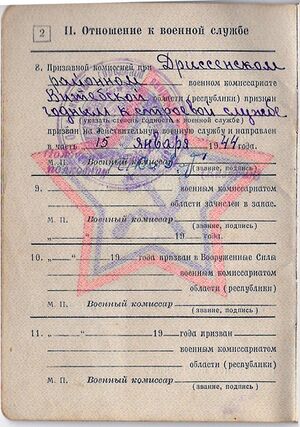 2
II. Отношение к военной службе
8. Призывной комиссией при Дриссенском
районном военном комиссариате
Витебской области (республики) признан
годным к строевой службе
(указать степень годности к военной службе)
призван на действительную военную службу и направлен
в часть 15 января 1944 года.
М. П. Военный комиссар
9. военным комиссариатом
области зачислен в запас.
М. П. Военный комиссар
(звание, подпись)
" " 19 года.
10. „ “ 19 года призван в Вооруженные Силы
военным комиссариатом
области (республики)
М. П. Военный комиссар
(звание, подпись)
11. „ “ 19 года призван
военным комиссариатом
области (республики)
М. П. Военный комиссар
(звание, подпись)